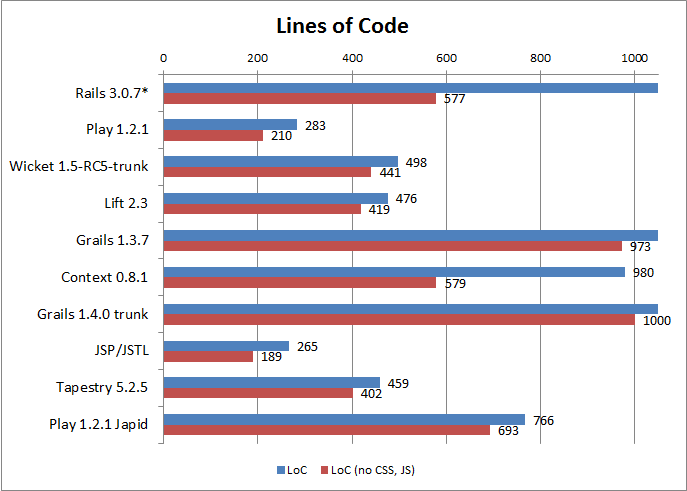 Lines of Code
0 200 400 600 800 1000
Rails 3.0.7*
577
Play 1.2.1
283
210
Wicket 1.5-RC5-trunk
498
441
Lift 2.3
476
419
Grails 1.3.7
973
Context 0.8.1
980
579
Grails 1.4.0 trunk
1000
JSP/JSTL
265
189
Tapestry 5.2.5
459
402
Play 1.2.1 Japid
766
693
LoC LoC (no CSS, JS)